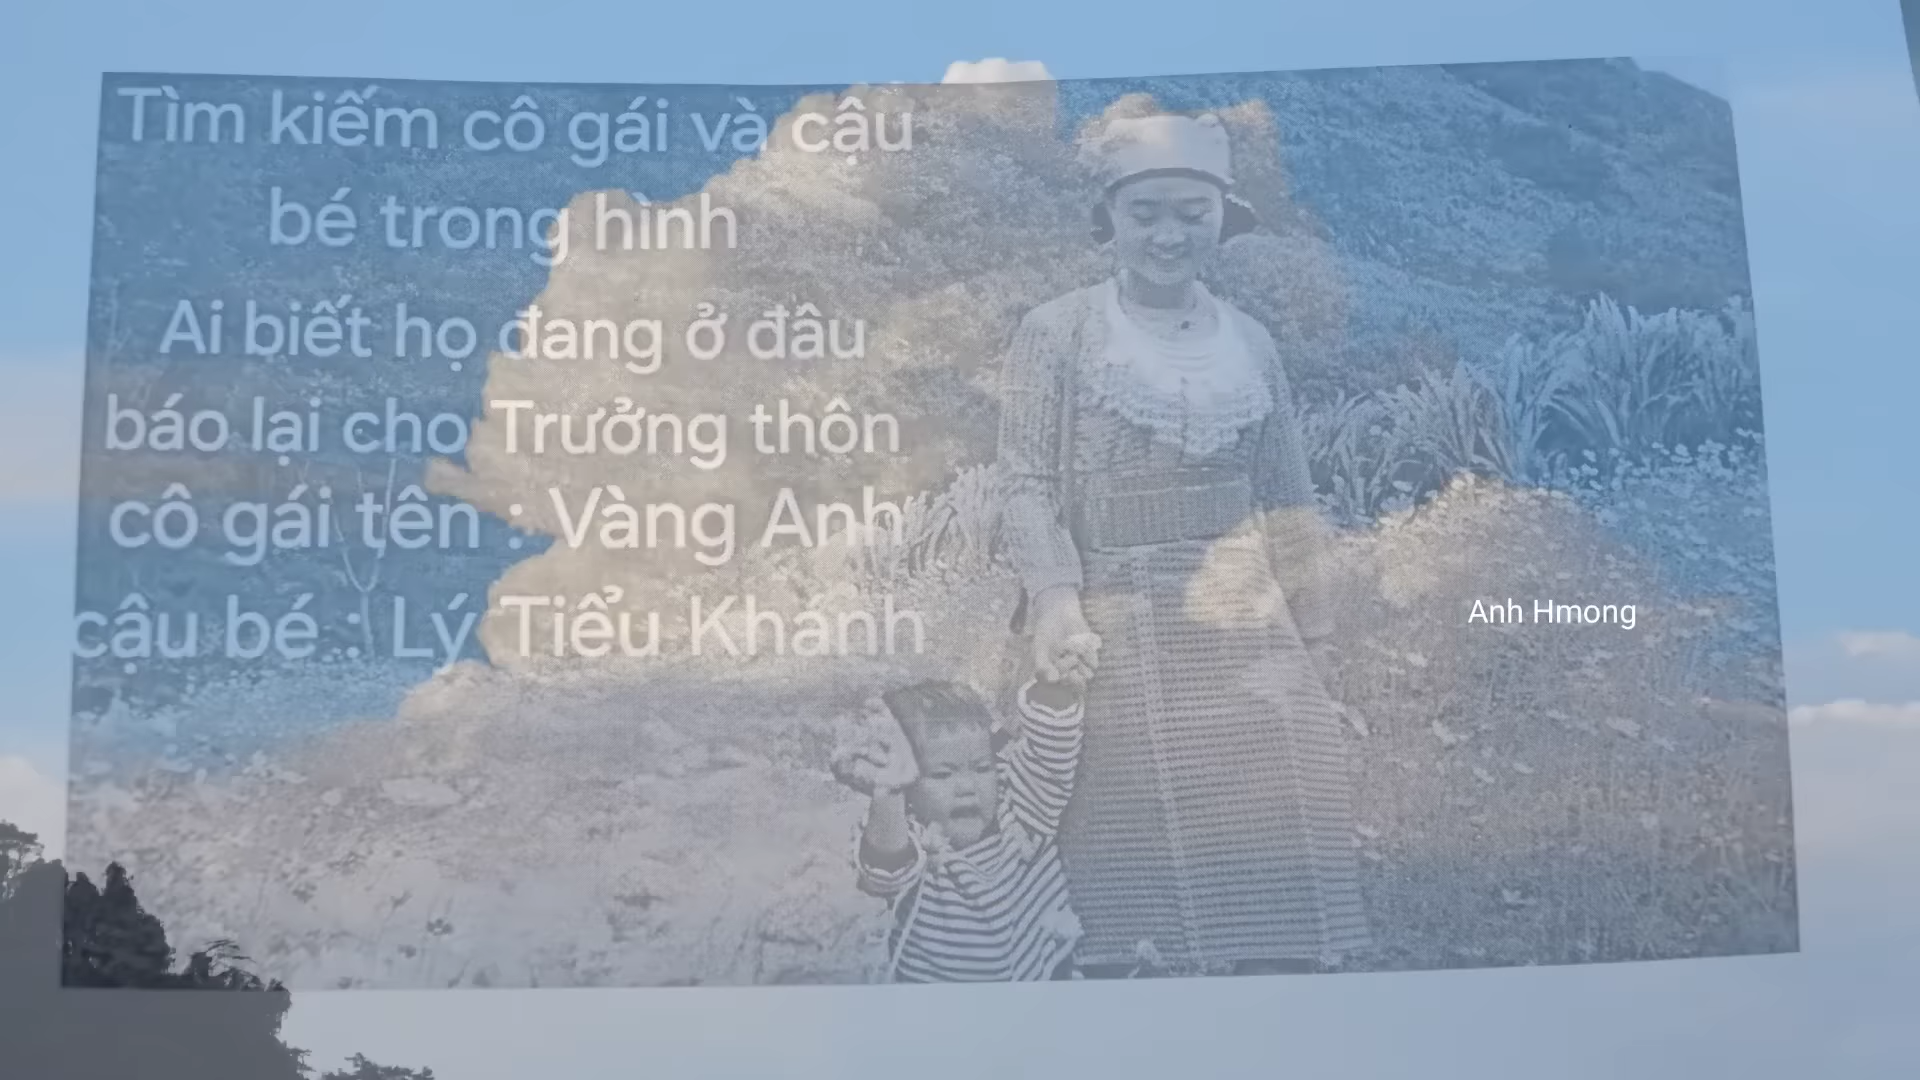 Tìm kiếm cô gái và cậu
bé trong hình
Ai biết họ đang ở đâu
báo lại cho Trưởng thôn
cô gái tên : Vàng Anh
cậu bé : Lý Tiểu Khánh
Anh Hmong